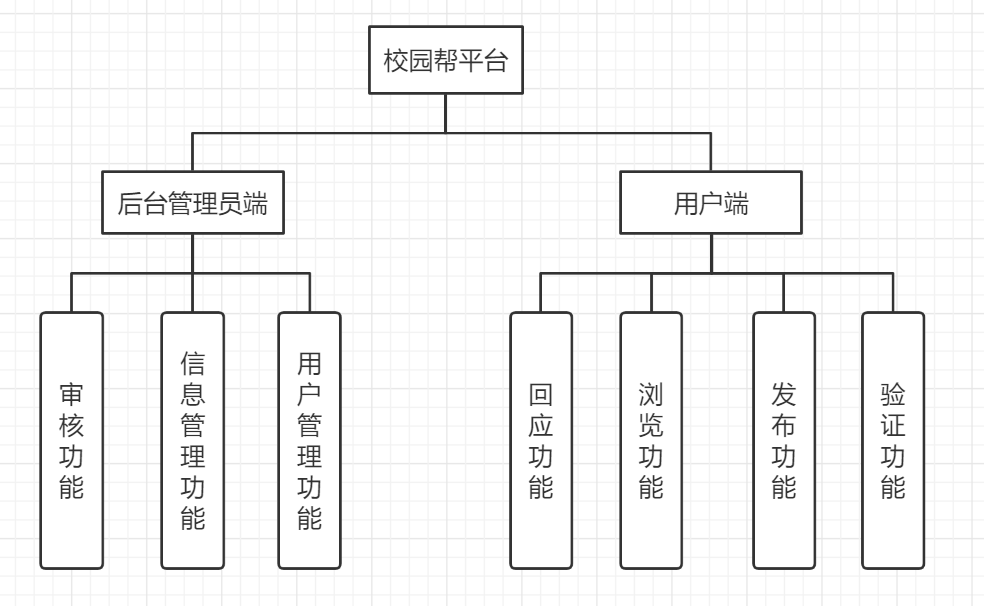 校园帮平台
后台管理员端
用户端
审核功能
信息管理功能
用户管理功能
回应功能
浏览功能
发布功能
验证功能